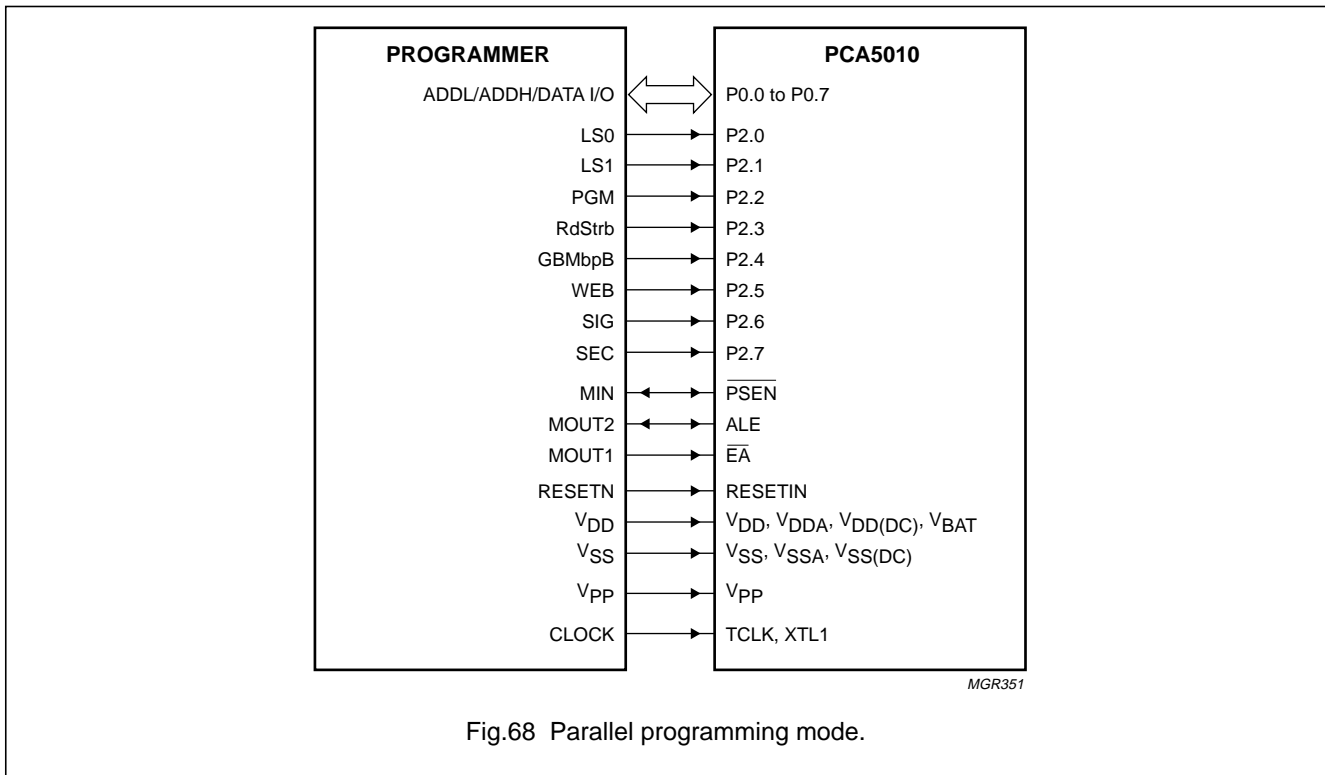 PROGRAMMER PCA5010
ADDL/ADDH/DATA I/O P0.0 to P0.7
LS0 P2.0
LS1 P2.1
PGM P2.2
RdStrb P2.3
GBMbpB P2.4
WEB P2.5
SIG P2.6
SEC P2.7
MIN P̅S̅E̅N̅
MOUT2 ALE
MOUT1 E̅A̅
RESETN RESETIN
VDD VDD, VDDA, VDD(DC), VBAT
VSS VSS, VSSA, VSS(DC)
VPP VPP
CLOCK TCLK, XTL1
MGR351
Fig.68 Parallel programming mode.